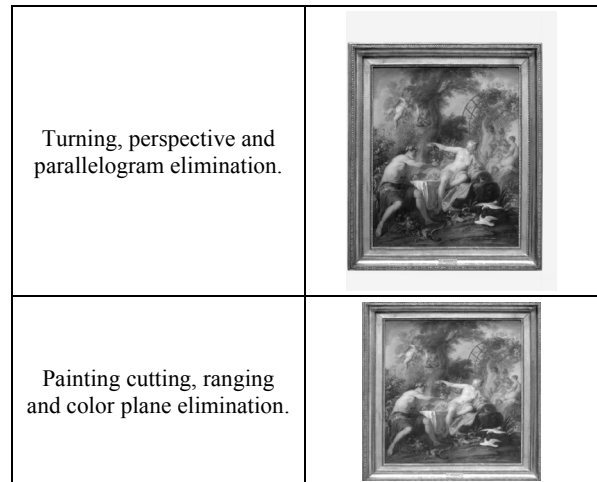 Turning, perspective and
parallelogram elimination.
Painting cutting, ranging
and color plane elimination.